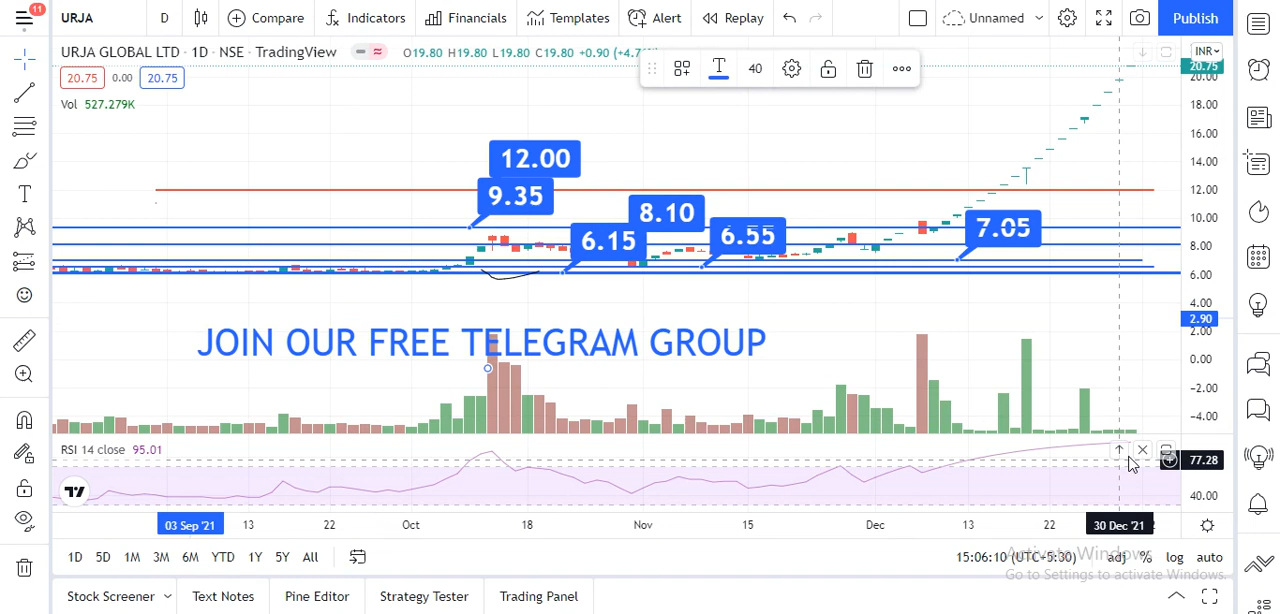 11
URJA
D
Compare
Indicators
Financials
Templates
Alert
Replay
Unnamed
Publish
URJA GLOBAL LTD · 1D · NSE · TradingView
O19.80 H19.80 L19.80 C19.80 +0.90
INR
20.75 0.00 20.75
T 40
20.75
Vol 527.279K
18.00
16.00
12.00
14.00
9.35
12.00
8.10
10.00
6.15
6.55
7.05
8.00
6.00
4.00
2.90
2.00
JOIN OUR FREE TELEGRAM GROUP
0.00
−2.00
−4.00
RSI 14 close 95.01
77.28
40.00
03 Sep '21 13 22 Oct 18 Nov 15 Dec 13 22 30 Dec '21
1D 5D 1M 3M 6M YTD 1Y 5Y All
15:06:10 (UTC+5:30) adj % log auto
Activate Windows
Go to Settings to activate Windows.
Stock Screener Text Notes Pine Editor Strategy Tester Trading Panel